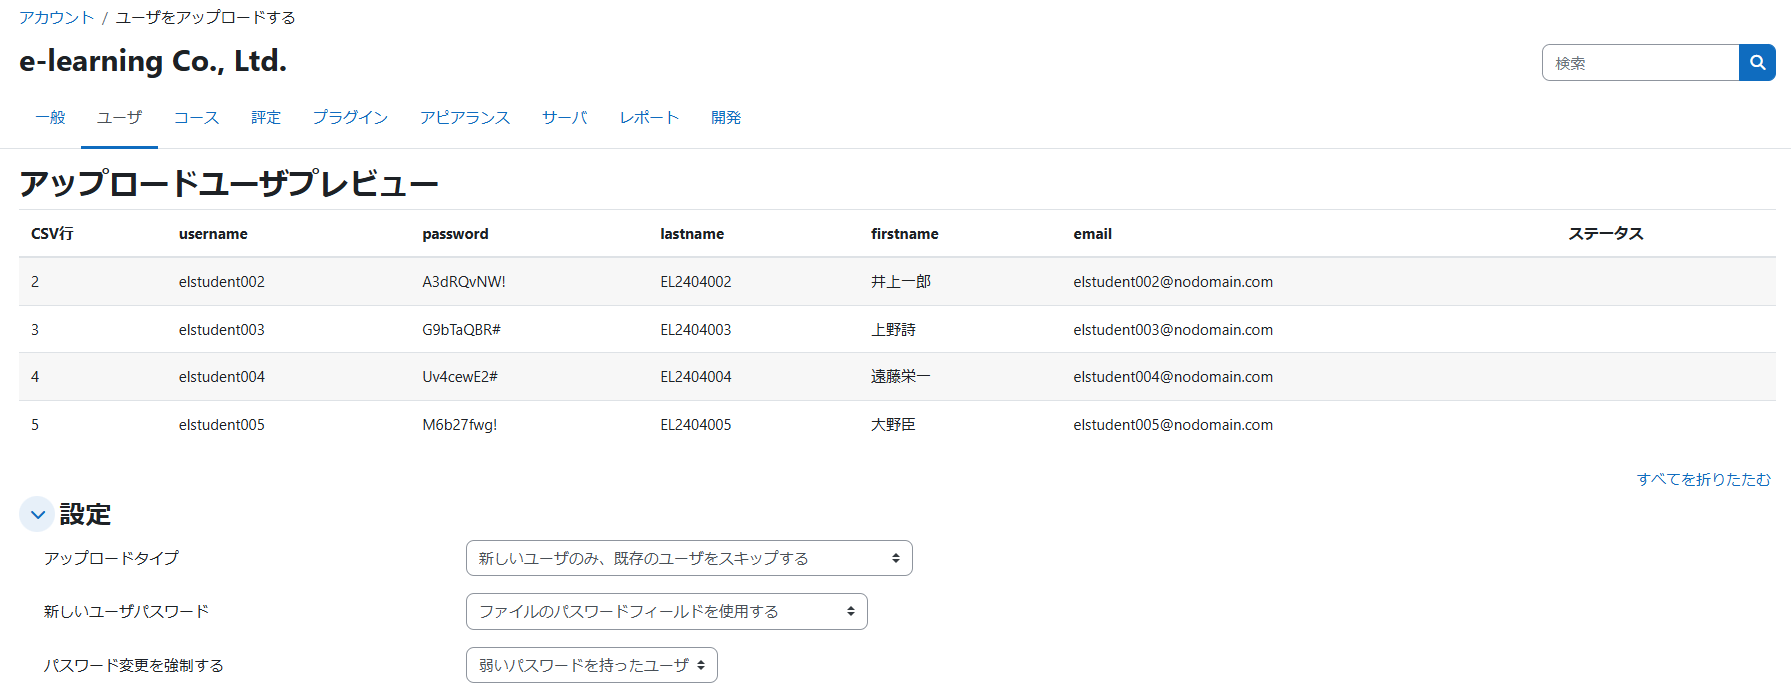 アカウント / ユーザをアップロードする
e-learning Co., Ltd.
検索
一般 ユーザ コース 評定 プラグイン アピアランス サーバ レポート 開発
アップロードユーザプレビュー
CSV行 username password lastname firstname email ステータス
2 elstudent002 A3dRQvNW! EL2404002 井上一郎 elstudent002@nodomain.com
3 elstudent003 G9bTaQBR# EL2404003 上野詩 elstudent003@nodomain.com
4 elstudent004 Uv4cewE2# EL2404004 遠藤栄一 elstudent004@nodomain.com
5 elstudent005 M6b27fwg! EL2404005 大野臣 elstudent005@nodomain.com
すべてを折りたたむ
設定
アップロードタイプ 新しいユーザのみ、既存のユーザをスキップする
新しいユーザパスワード ファイルのパスワードフィールドを使用する
パスワード変更を強制する 弱いパスワードを持ったユーザ